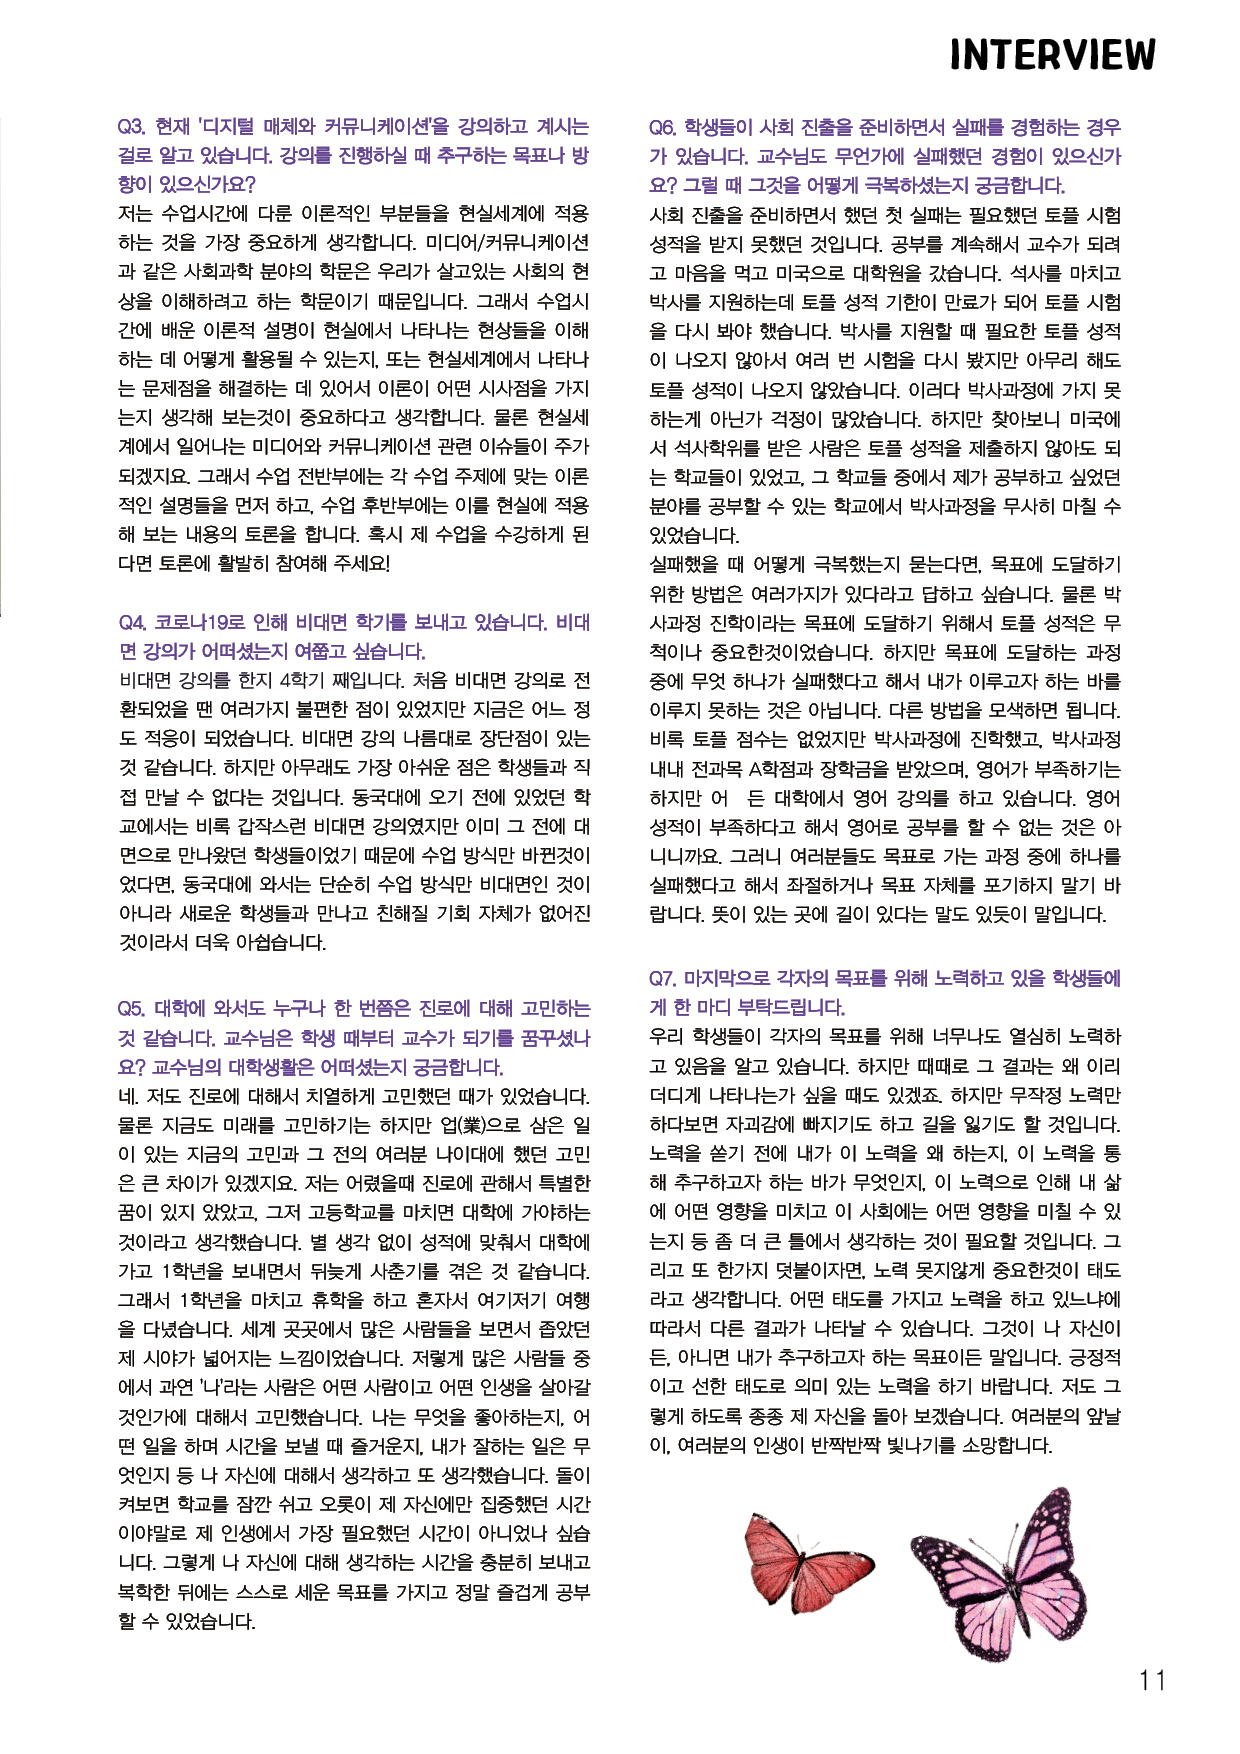 INTERVIEW
Q3. 현재 '디지털 매체와 커뮤니케이션'을 강의하고 계시는
걸로 알고 있습니다. 강의를 진행하실 때 추구하는 목표나 방
향이 있으신가요?
저는 수업시간에 다룬 이론적인 부분들을 현실세계에 적용
하는 것을 가장 중요하게 생각합니다. 미디어/커뮤니케이션
과 같은 사회과학 분야의 학문은 우리가 살고있는 사회의 현
상을 이해하려고 하는 학문이기 때문입니다. 그래서 수업시
간에 배운 이론적 설명이 현실에서 나타나는 현상들을 이해
하는 데 어떻게 활용될 수 있는지, 또는 현실세계에서 나타나
는 문제점을 해결하는 데 있어서 이론이 어떤 시사점을 가지
는지 생각해 보는것이 중요하다고 생각합니다. 물론 현실세
계에서 일어나는 미디어와 커뮤니케이션 관련 이슈들이 주가
되겠지요. 그래서 수업 전반부에는 각 수업 주제에 맞는 이론
적인 설명들을 먼저 하고, 수업 후반부에는 이를 현실에 적용
해 보는 내용의 토론을 합니다. 혹시 제 수업을 수강하게 된
다면 토론에 활발히 참여해 주세요!
Q4. 코로나19로 인해 비대면 학기를 보내고 있습니다. 비대
면 강의가 어떠셨는지 여쭙고 싶습니다.
비대면 강의를 한지 4학기 째입니다. 처음 비대면 강의로 전
환되었을 땐 여러가지 불편한 점이 있었지만 지금은 어느 정
도 적응이 되었습니다. 비대면 강의 나름대로 장단점이 있는
것 같습니다. 하지만 아무래도 가장 아쉬운 점은 학생들과 직
접 만날 수 없다는 것입니다. 동국대에 오기 전에 있었던 학
교에서는 비록 갑작스런 비대면 강의였지만 이미 그 전에 대
면으로 만나왔던 학생들이었기 때문에 수업 방식만 바뀐것이
었다면, 동국대에 와서는 단순히 수업 방식만 비대면인 것이
아니라 새로운 학생들과 만나고 친해질 기회 자체가 없어진
것이라서 더욱 아쉽습니다.
Q5. 대학에 와서도 누구나 한 번쯤은 진로에 대해 고민하는
것 같습니다. 교수님은 학생 때부터 교수가 되기를 꿈꾸셨나
요? 교수님의 대학생활은 어떠셨는지 궁금합니다.
네. 저도 진로에 대해서 치열하게 고민했던 때가 있었습니다.
물론 지금도 미래를 고민하기는 하지만 업(業)으로 삼은 일
이 있는 지금의 고민과 그 전의 여러분 나이대에 했던 고민
은 큰 차이가 있겠지요. 저는 어렸을때 진로에 관해서 특별한
꿈이 있지 않았고, 그저 고등학교를 마치면 대학에 가야하는
것이라고 생각했습니다. 별 생각 없이 성적에 맞춰서 대학에
가고 1학년을 보내면서 뒤늦게 사춘기를 겪은 것 같습니다.
그래서 1학년을 마치고 휴학을 하고 혼자서 여기저기 여행
을 다녔습니다. 세계 곳곳에서 많은 사람들을 보면서 좁았던
제 시야가 넓어지는 느낌이었습니다. 저렇게 많은 사람들 중
에서 과연 '나'라는 사람은 어떤 사람이고 어떤 인생을 살아갈
것인가에 대해서 고민했습니다. 나는 무엇을 좋아하는지, 어
떤 일을 하며 시간을 보낼 때 즐거운지, 내가 잘하는 일은 무
엇인지 등 나 자신에 대해서 생각하고 또 생각했습니다. 돌이
켜보면 학교를 잠깐 쉬고 오롯이 제 자신에만 집중했던 시간
이야말로 제 인생에서 가장 필요했던 시간이 아니었나 싶습
니다. 그렇게 나 자신에 대해 생각하는 시간을 충분히 보내고
복학한 뒤에는 스스로 세운 목표를 가지고 정말 즐겁게 공부
할 수 있었습니다.
Q6. 학생들이 사회 진출을 준비하면서 실패를 경험하는 경우
가 있습니다. 교수님도 무언가에 실패했던 경험이 있으신가
요? 그럴 때 그것을 어떻게 극복하셨는지 궁금합니다.
사회 진출을 준비하면서 했던 첫 실패는 필요했던 토플 시험
성적을 받지 못했던 것입니다. 공부를 계속해서 교수가 되려
고 마음을 먹고 미국으로 대학원을 갔습니다. 석사를 마치고
박사를 지원하는데 토플 성적 기한이 만료가 되어 토플 시험
을 다시 봐야 했습니다. 박사를 지원할 때 필요한 토플 성적
이 나오지 않아서 여러 번 시험을 다시 봤지만 아무리 해도
토플 성적이 나오지 않았습니다. 이러다 박사과정에 가지 못
하는게 아닌가 걱정이 많았습니다. 하지만 찾아보니 미국에
서 석사학위를 받은 사람은 토플 성적을 제출하지 않아도 되
는 학교들이 있었고, 그 학교들 중에서 제가 공부하고 싶었던
분야를 공부할 수 있는 학교에서 박사과정을 무사히 마칠 수
있었습니다.
실패했을 때 어떻게 극복했는지 묻는다면, 목표에 도달하기
위한 방법은 여러가지가 있다라고 답하고 싶습니다. 물론 박
사과정 진학이라는 목표에 도달하기 위해서 토플 성적은 무
척이나 중요한것이었습니다. 하지만 목표에 도달하는 과정
중에 무엇 하나가 실패했다고 해서 내가 이루고자 하는 바를
이루지 못하는 것은 아닙니다. 다른 방법을 모색하면 됩니다.
비록 토플 점수는 없었지만 박사과정에 진학했고, 박사과정
내내 전과목 A학점과 장학금을 받았으며, 영어가 부족하기는
하지만 어 든 대학에서 영어 강의를 하고 있습니다. 영어
성적이 부족하다고 해서 영어로 공부를 할 수 없는 것은 아
니니까요. 그러니 여러분들도 목표로 가는 과정 중에 하나를
실패했다고 해서 좌절하거나 목표 자체를 포기하지 말기 바
랍니다. 뜻이 있는 곳에 길이 있다는 말도 있듯이 말입니다.
Q7. 마지막으로 각자의 목표를 위해 노력하고 있을 학생들에
게 한 마디 부탁드립니다.
우리 학생들이 각자의 목표를 위해 너무나도 열심히 노력하
고 있음을 알고 있습니다. 하지만 때때로 그 결과는 왜 이리
더디게 나타나는가 싶을 때도 있겠죠. 하지만 무작정 노력만
하다보면 자괴감에 빠지기도 하고 길을 잃기도 할 것입니다.
노력을 쏟기 전에 내가 이 노력을 왜 하는지, 이 노력을 통
해 추구하고자 하는 바가 무엇인지, 이 노력으로 인해 내 삶
에 어떤 영향을 미치고 이 사회에는 어떤 영향을 미칠 수 있
는지 등 좀 더 큰 틀에서 생각하는 것이 필요할 것입니다. 그
리고 또 한가지 덧붙이자면, 노력 못지않게 중요한것이 태도
라고 생각합니다. 어떤 태도를 가지고 노력을 하고 있느냐에
따라서 다른 결과가 나타날 수 있습니다. 그것이 나 자신이
든, 아니면 내가 추구하고자 하는 목표이든 말입니다. 긍정적
이고 선한 태도로 의미 있는 노력을 하기 바랍니다. 저도 그
렇게 하도록 종종 제 자신을 돌아 보겠습니다. 여러분의 앞날
이, 여러분의 인생이 반짝반짝 빛나기를 소망합니다.
11